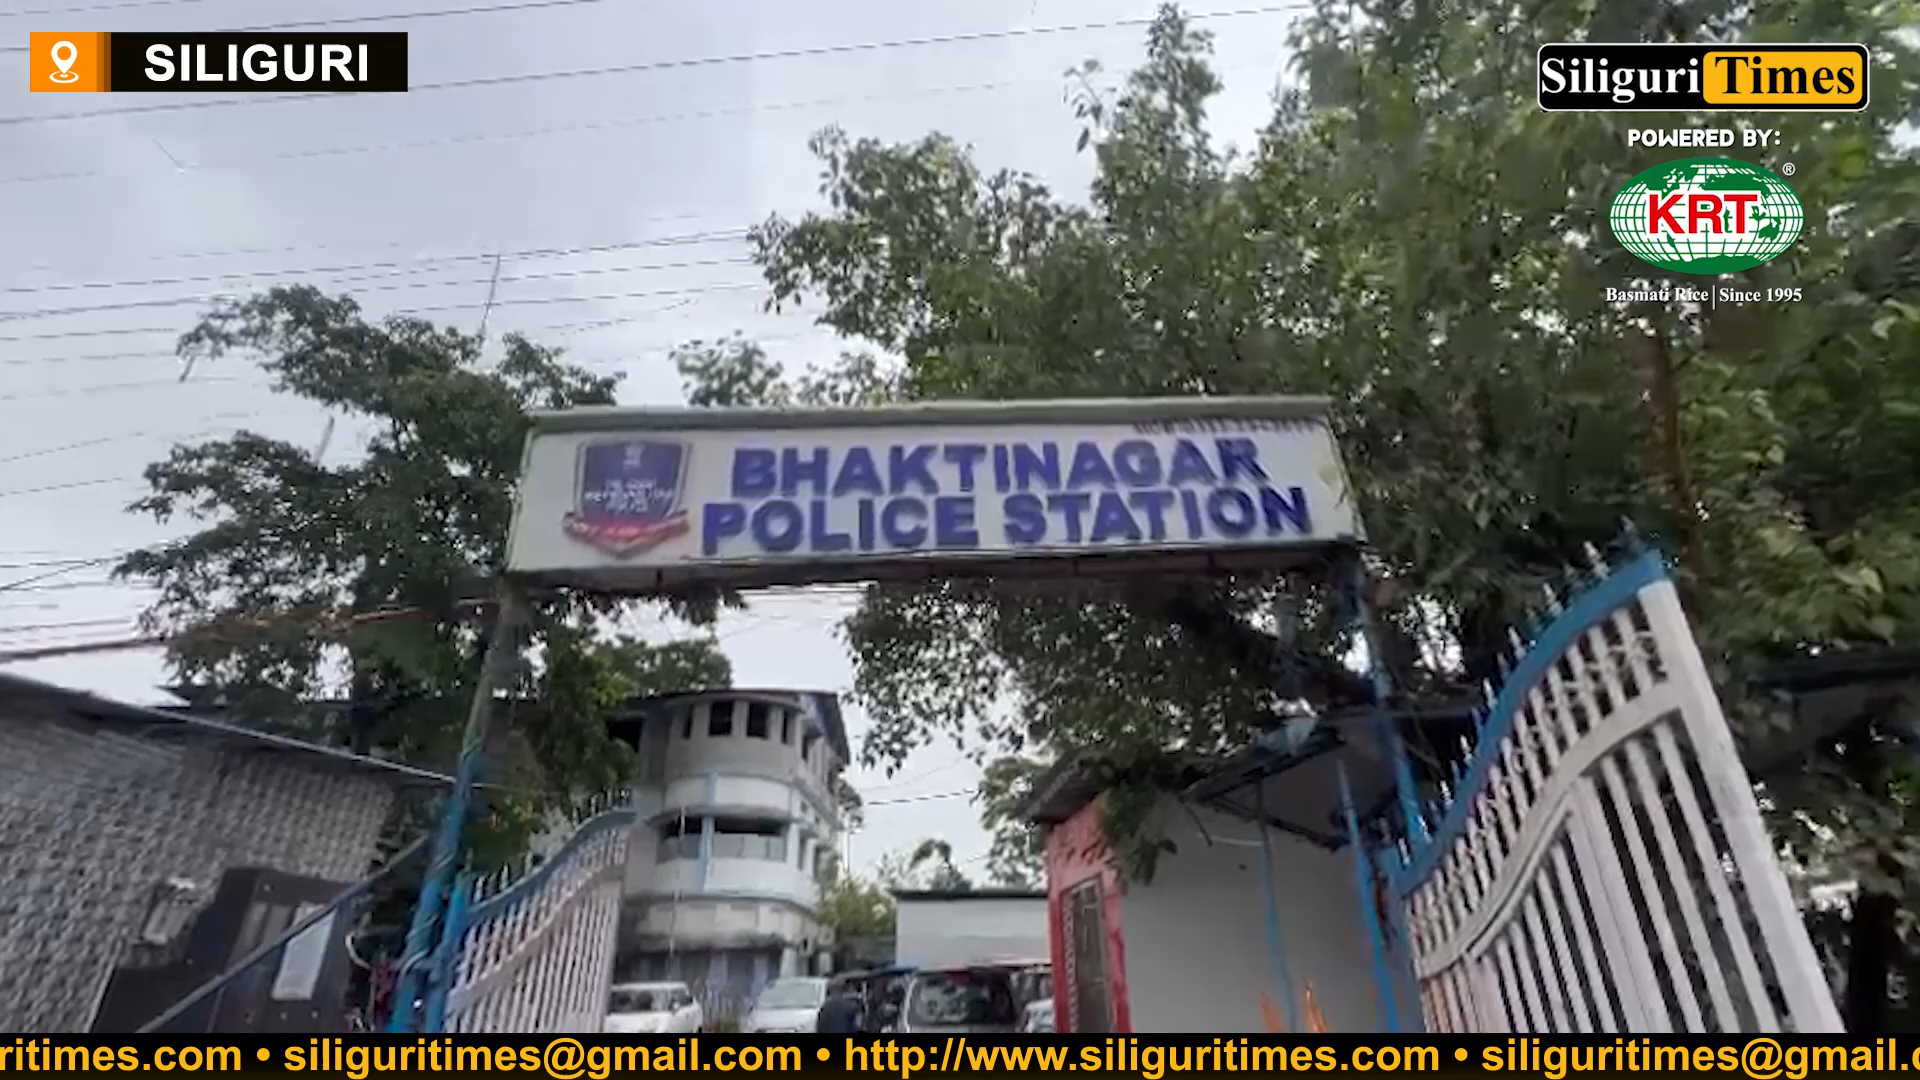 SILIGURI
Siliguri Times
POWERED BY:
KRT®
Basmati Rice | Since 1995
BHAKTINAGAR
POLICE STATION
ritimes.com • siliguritimes@gmail.com • http://www.siliguritimes.com • siliguritimes@gmail.c